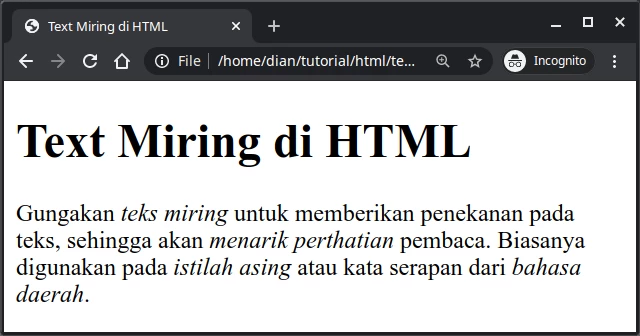 Text Miring di HTML
File
/home/dian/tutorial/html/te...
Incognito
Text Miring di HTML
Gungakan teks miring untuk memberikan penekanan pada
teks, sehingga akan menarik perthatian pembaca. Biasanya
digunakan pada istilah asing atau kata serapan dari bahasa
daerah.